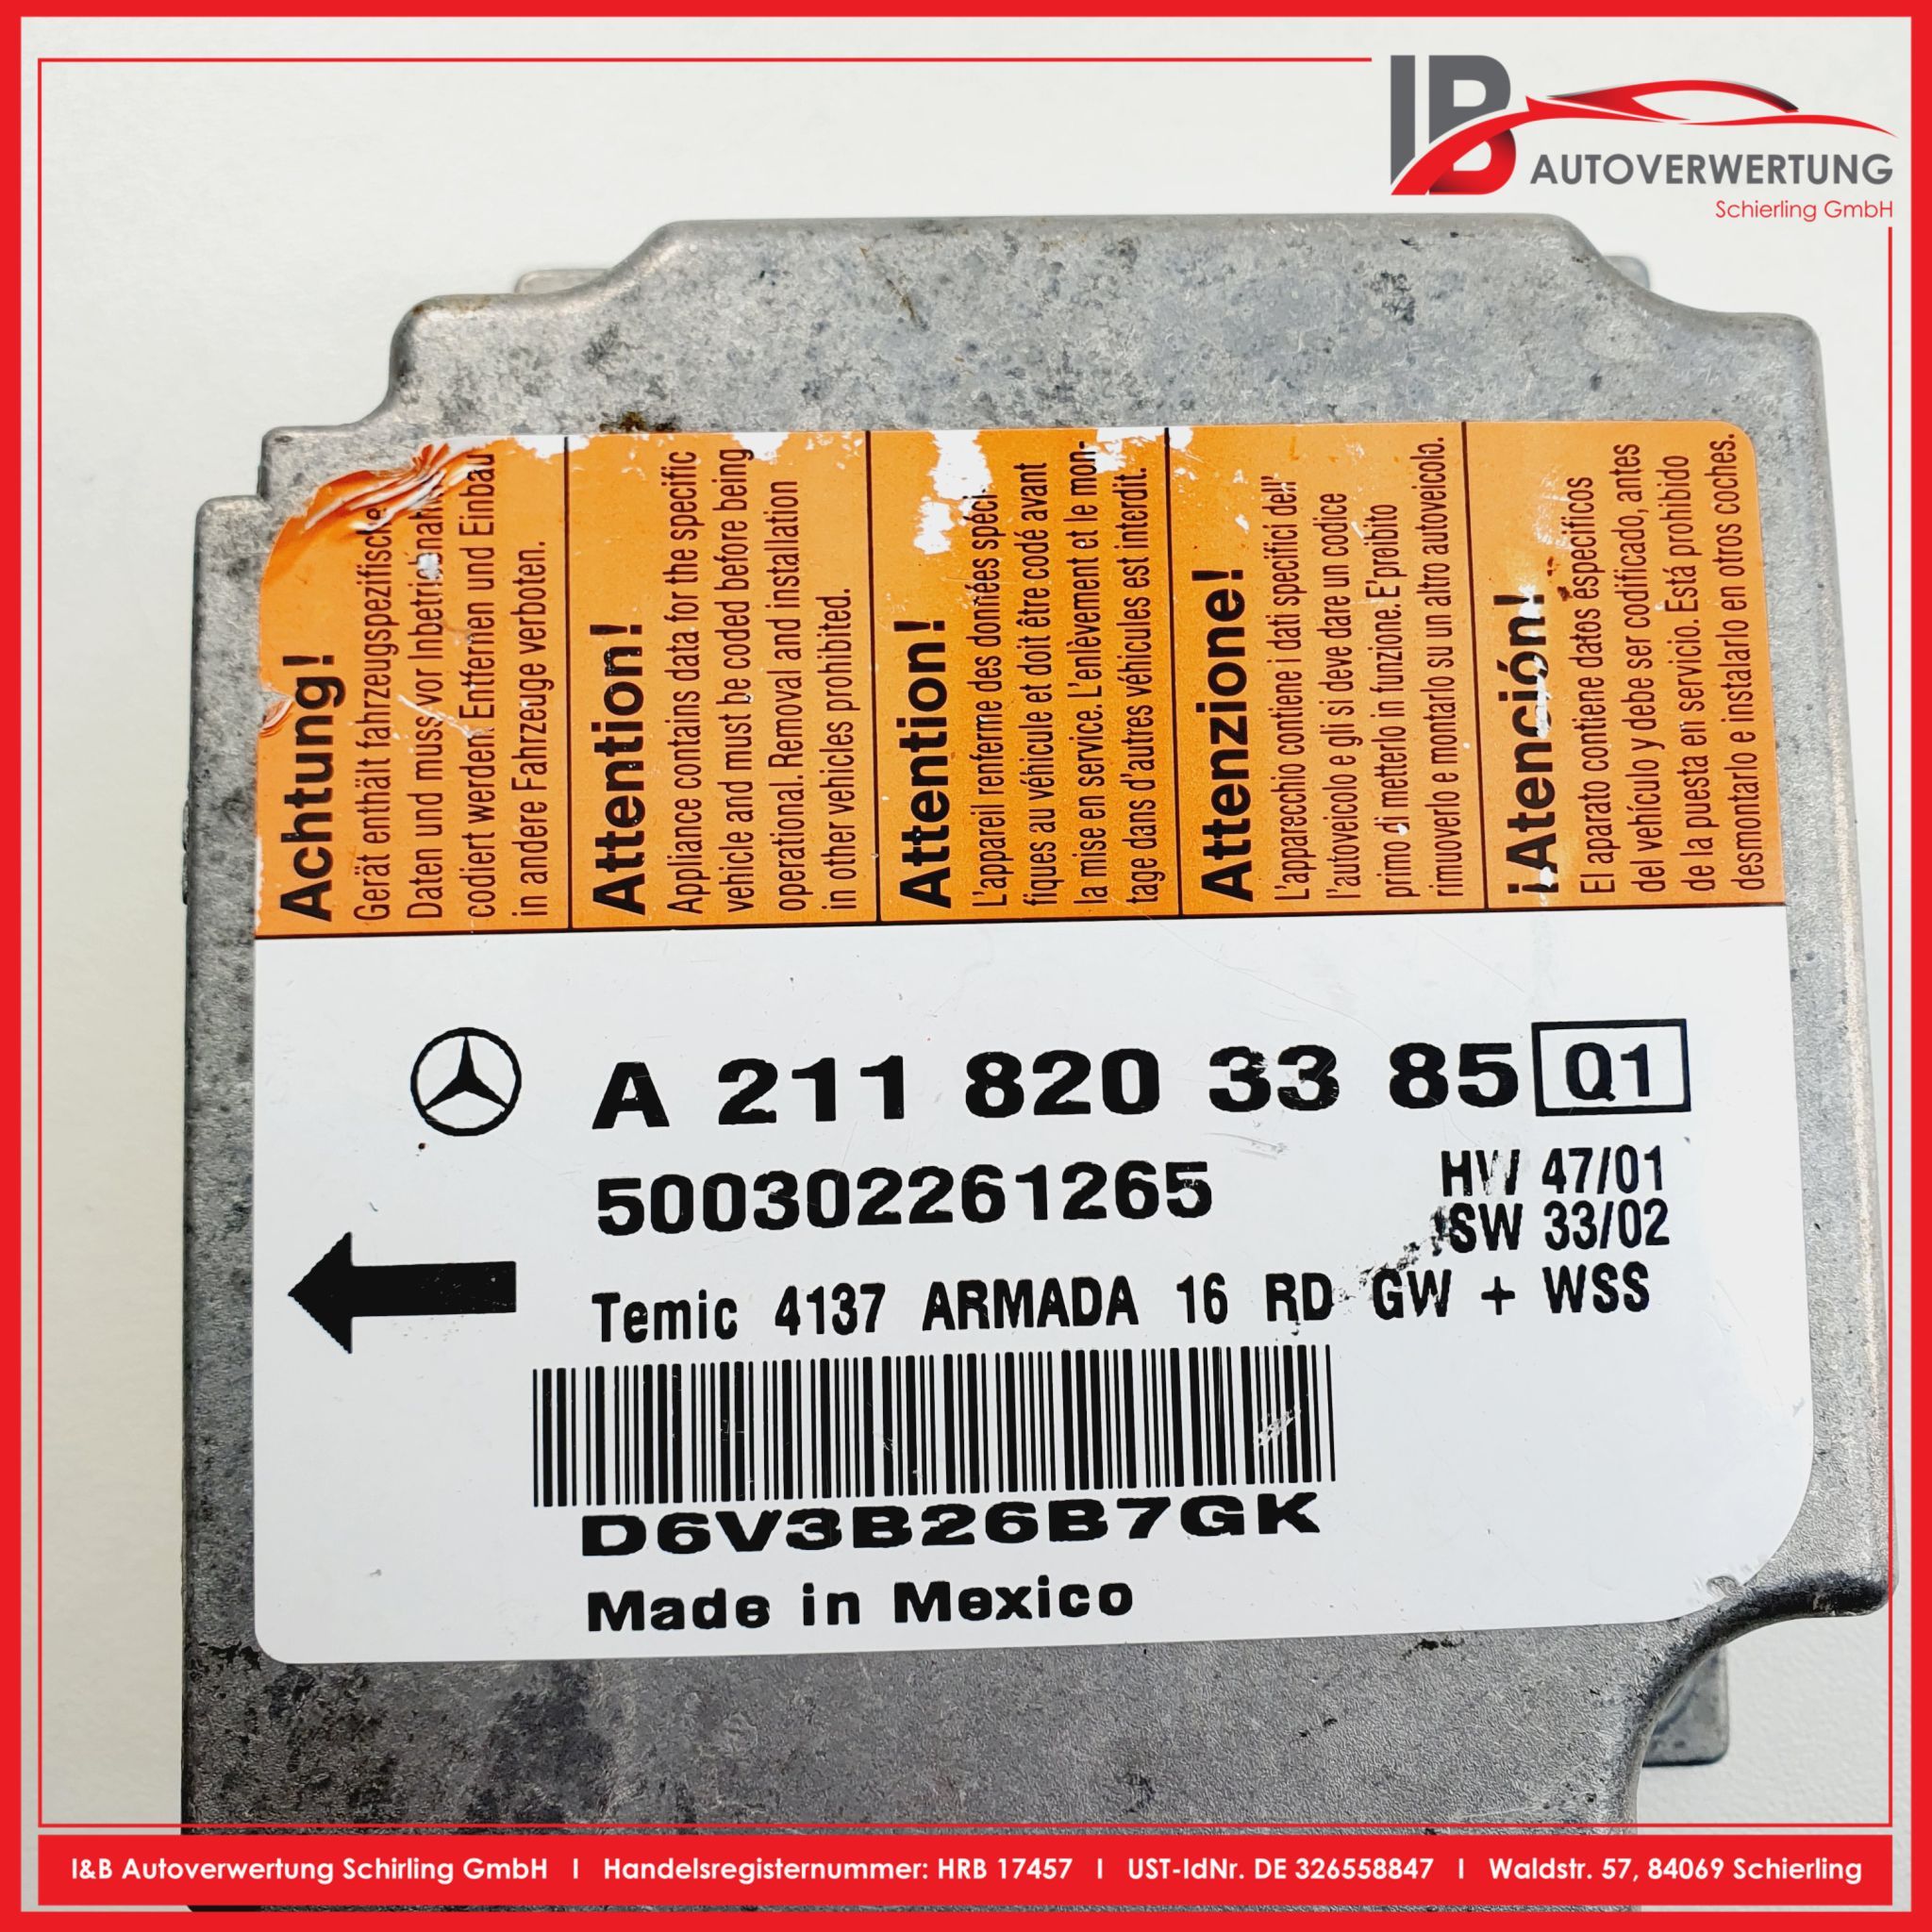 IB
AUTOVERWERTUNG
Schierling GmbH
Achtung!
Gerät enthält fahrzeugspezifische
Daten und muss vor Inbetriebnahme
codiert werden Entfernen und Einbau
in andere Fahrzeuge verboten.
Attention!
Appliance contains data for the specific
vehicle and must be coded before being
operational. Removal and installation
in other vehicles prohibited.
Attention!
L'appareil renferme des données spéci-
fiques au véhicule et doit être codé avant
la mise en service. L'enlèvement et le mon-
tage dans d'autres véhicules est interdit.
Attenzione!
L'apparecchio contiene i dati specifici dell'
l'autoveicolo e gli si deve dare un codice
primo di metterlo in funzione. E'preibito
rimuoverlo e montarlo su un altro autoveicolo.
¡Atención!
El aparato contiene datos éspecíficos
del vehículo y debe ser codificado, antes
de la puesta en servicio. Está prohibido
desmontarlo e instalarlo en otros coches.
A 211 820 33 85 Q1
500302261265
HW 47/01
SW 33/02
Temic 4137 ARMADA 16 RD GW + WSS
D6V3B26B7GK
Made in Mexico
I&B Autoverwertung Schirling GmbH I Handelsregisternummer: HRB 17457 I UST-IdNr. DE 326558847 I Waldstr. 57, 84069 Schierling